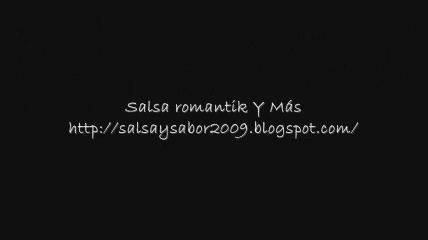 Salsa romantik Y Más
http://salsaysabor2009.blogspot.com/